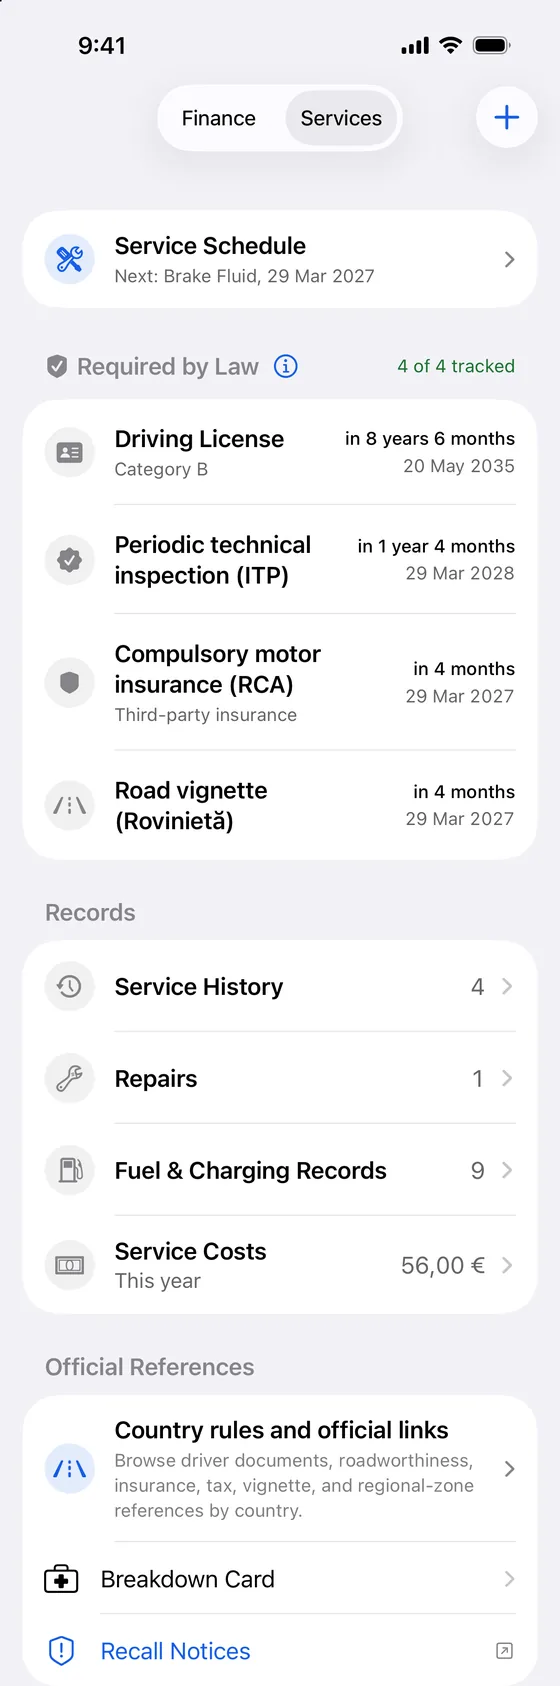 9:41
Finance
Services
Service Schedule
Next: Brake Fluid, 29 Mar 2027
Required by Law
4 of 4 tracked
Driving License
in 8 years 6 months
Category B
20 May 2035
Periodic technical
inspection (ITP)
in 1 year 4 months
29 Mar 2028
Compulsory motor
insurance (RCA)
Third-party insurance
in 4 months
29 Mar 2027
Road vignette
(Rovinietă)
in 4 months
29 Mar 2027
Records
Service History
4
Repairs
1
Fuel & Charging Records
9
Service Costs
This year
56,00 €
Official References
Country rules and official links
Browse driver documents, roadworthiness,
insurance, tax, vignette, and regional-zone
references by country.
Breakdown Card
Recall Notices